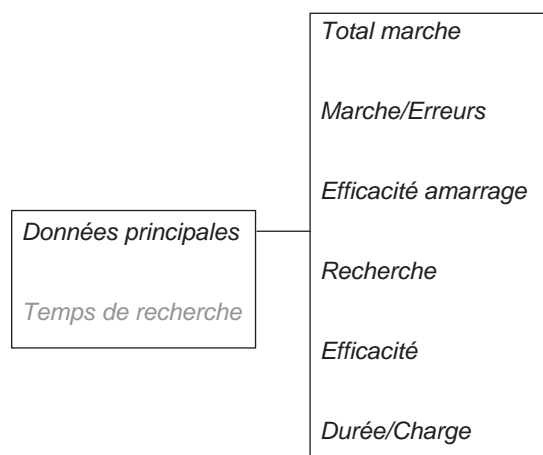 Total marche
Marche/Erreurs
Efficacité amarrage
Données principales
Recherche
Temps de recherche
Efficacité
Durée/Charge